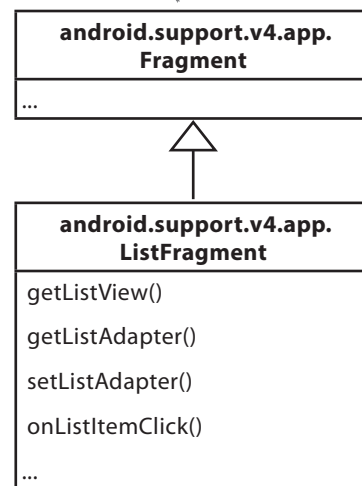 android.support.v4.app.
Fragment
...
android.support.v4.app.
ListFragment
getListView()
getListAdapter()
setListAdapter()
onListItemClick()
...